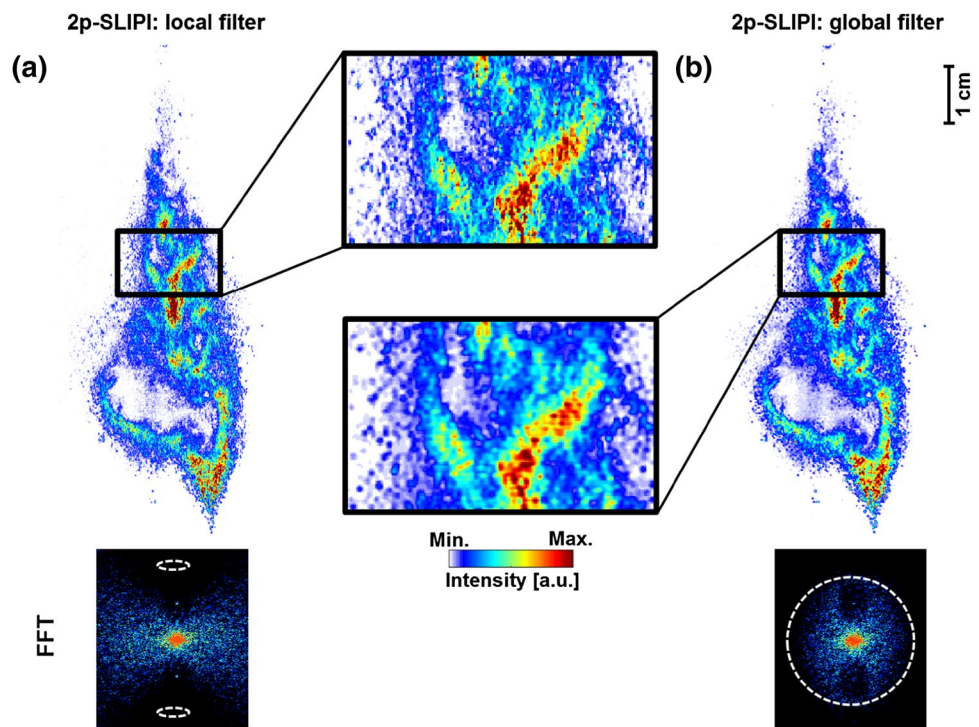 2p-SLIPI: local filter
2p-SLIPI: global filter
(a)
(b)
1 cm
Min.
Max.
Intensity [a.u.]
FFT